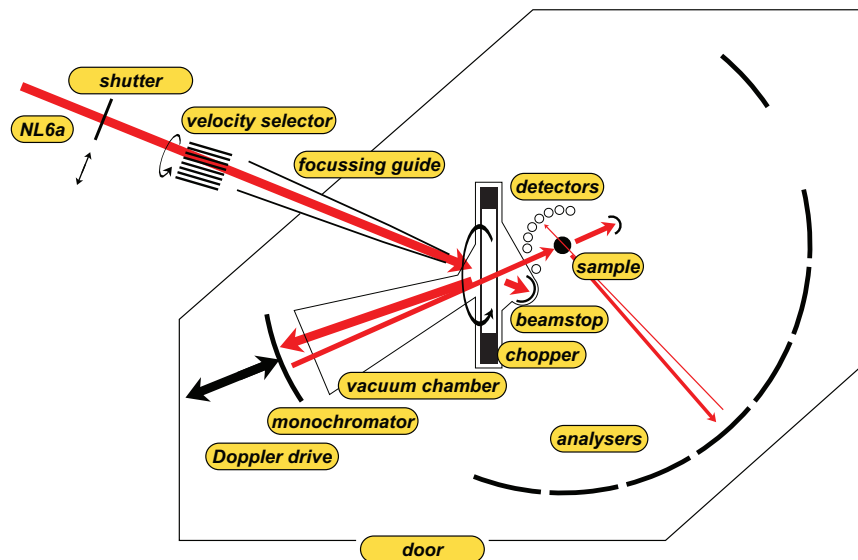 shutter
NL6a
velocity selector
focussing guide
detectors
sample
beamstop
chopper
vacuum chamber
monochromator
Doppler drive
analysers
door